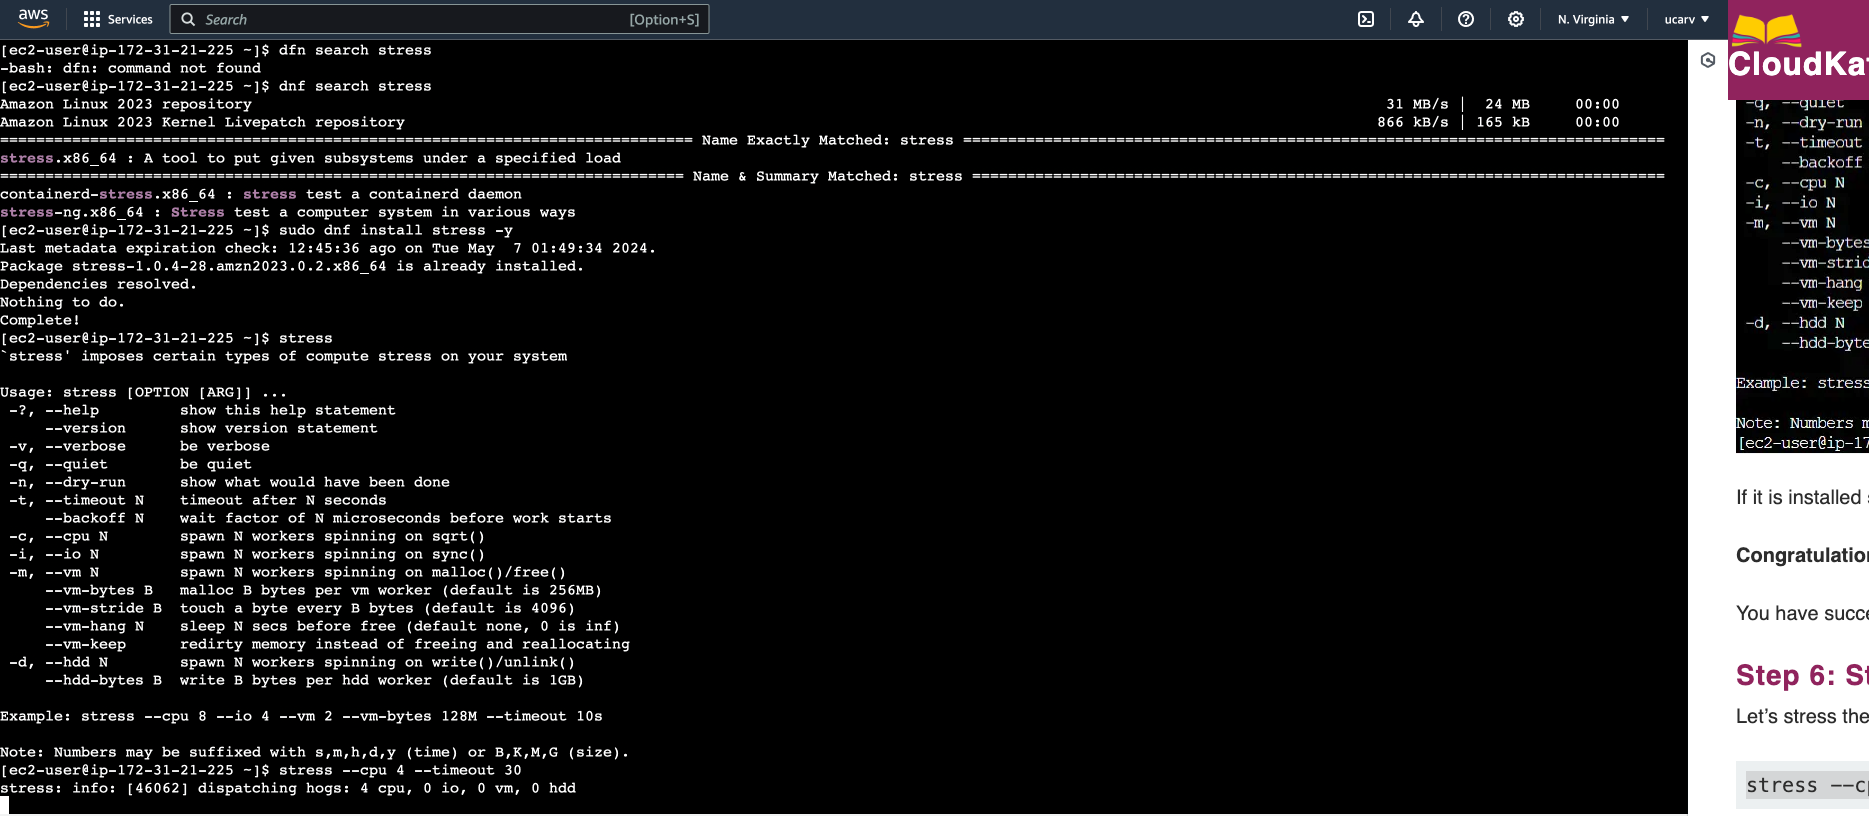 aws
Services
Search
[Option+S]
N. Virginia
ucarv
[ec2-user@ip-172-31-21-225 ~]$ dfn search stress
-bash: dfn: command not found
[ec2-user@ip-172-31-21-225 ~]$ dnf search stress
Amazon Linux 2023 repository 31 MB/s | 24 MB 00:00
Amazon Linux 2023 Kernel Livepatch repository 866 kB/s | 165 kB 00:00
============================================================================= Name Exactly Matched: stress ==============================================================================
stress.x86_64 : A tool to put given subsystems under a specified load
============================================================================ Name & Summary Matched: stress =============================================================================
containerd-stress.x86_64 : stress test a containerd daemon
stress-ng.x86_64 : Stress test a computer system in various ways
[ec2-user@ip-172-31-21-225 ~]$ sudo dnf install stress -y
Last metadata expiration check: 12:45:36 ago on Tue May  7 01:49:34 2024.
Package stress-1.0.4-28.amzn2023.0.2.x86_64 is already installed.
Dependencies resolved.
Nothing to do.
Complete!
[ec2-user@ip-172-31-21-225 ~]$ stress
`stress' imposes certain types of compute stress on your system
Usage: stress [OPTION [ARG]] ...
 -?, --help         show this help statement
     --version      show version statement
 -v, --verbose      be verbose
 -q, --quiet        be quiet
 -n, --dry-run      show what would have been done
 -t, --timeout N    timeout after N seconds
     --backoff N    wait factor of N microseconds before work starts
 -c, --cpu N        spawn N workers spinning on sqrt()
 -i, --io N         spawn N workers spinning on sync()
 -m, --vm N         spawn N workers spinning on malloc()/free()
     --vm-bytes B   malloc B bytes per vm worker (default is 256MB)
     --vm-stride B  touch a byte every B bytes (default is 4096)
     --vm-hang N    sleep N secs before free (default none, 0 is inf)
     --vm-keep      redirty memory instead of freeing and reallocating
 -d, --hdd N        spawn N workers spinning on write()/unlink()
     --hdd-bytes B  write B bytes per hdd worker (default is 1GB)
Example: stress --cpu 8 --io 4 --vm 2 --vm-bytes 128M --timeout 10s
Note: Numbers may be suffixed with s,m,h,d,y (time) or B,K,M,G (size).
[ec2-user@ip-172-31-21-225 ~]$ stress --cpu 4 --timeout 30
stress: info: [46062] dispatching hogs: 4 cpu, 0 io, 0 vm, 0 hdd
CloudKa
-q, --quiet
-n, --dry-run
-t, --timeout
--backoff
-c, --cpu N
-i, --io N
-m, --vm N
--vm-bytes
--vm-strid
--vm-hang
--vm-keep
-d, --hdd N
--hdd-byte
Example: stress
Note: Numbers m
[ec2-user@ip-17
If it is installed
Congratulation
You have succe
Step 6: St
Let's stress the
stress --cp